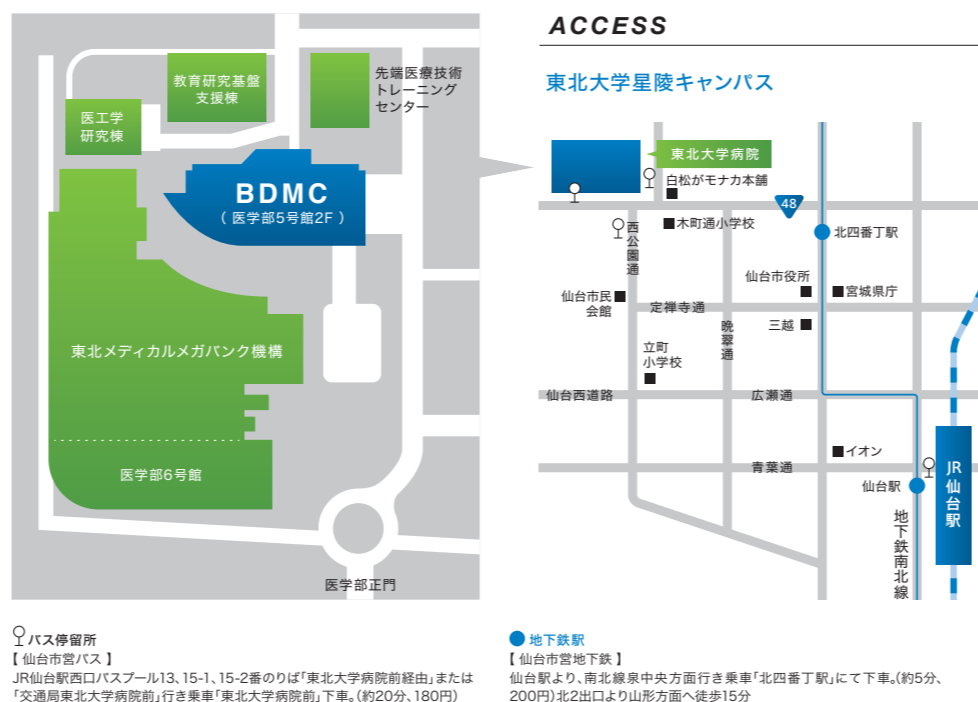 教育研究基盤
支援棟
先端医療技術
トレーニング
センター
医工学
研究棟
BDMC
（ 医学部5号館2F ）
東北メディカルメガバンク機構
医学部6号館
医学部正門
ACCESS
東北大学星陵キャンパス
東北大学病院
白松がモナカ本舗
48
木町通小学校
西公園通
北四番丁駅
仙台市役所
宮城県庁
仙台市民
会館
定禅寺通
晩翠通
三越
立町
小学校
仙台西道路
広瀬通
イオン
青葉通
仙台駅
JR仙台駅
地下鉄南北線
バス停留所
【 仙台市営バス 】
JR仙台駅西口バスプール13、15-1、15-2番のりば「東北大学病院前経由」または
「交通局東北大学病院前」行き乗車「東北大学病院前」下車。（約20分、180円）
地下鉄駅
【 仙台市営地下鉄 】
仙台駅より、南北線泉中央方面行き乗車「北四番丁駅」にて下車。（約5分、
200円）北2出口より山形方面へ徒歩15分